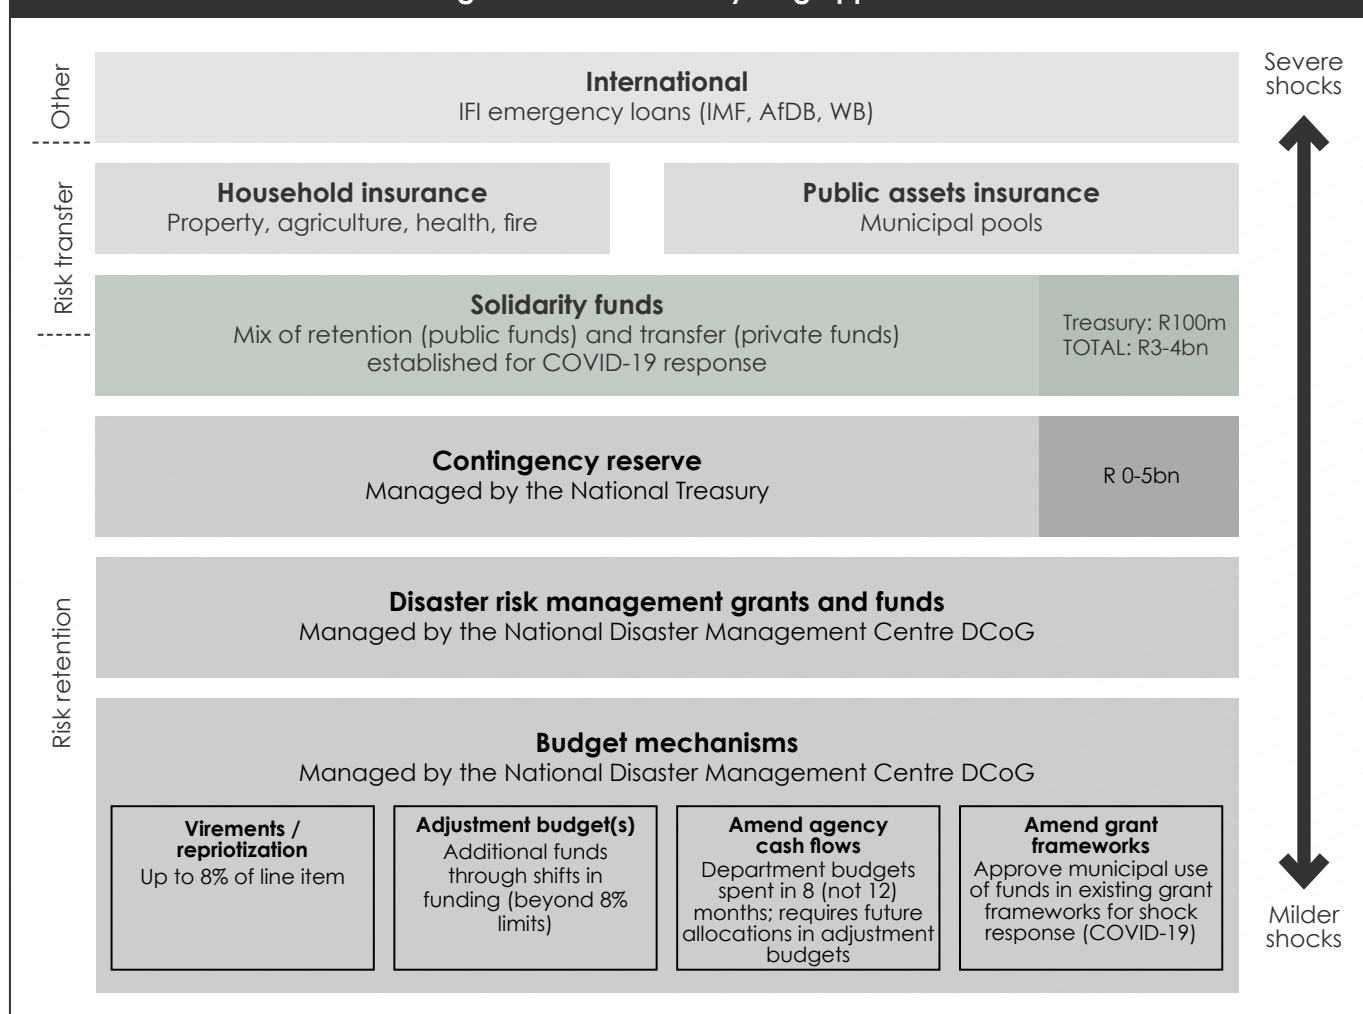 Other
International
IFI emergency loans (IMF, AfDB, WB)
Severe
shocks
Risk transfer
Household insurance
Property, agriculture, health, fire
Public assets insurance
Municipal pools
Solidarity funds
Mix of retention (public funds) and transfer (private funds)
established for COVID-19 response
Treasury: R100m
TOTAL: R3-4bn
Risk retention
Contingency reserve
Managed by the National Treasury
R 0-5bn
Disaster risk management grants and funds
Managed by the National Disaster Management Centre DCoG
Budget mechanisms
Managed by the National Disaster Management Centre DCoG
Virements /
repriotization
Up to 8% of line item
Adjustment budget(s)
Additional funds
through shifts in
funding (beyond 8%
limits)
Amend agency
cash flows
Department budgets
spent in 8 (not 12)
months; requires future
allocations in adjustment
budgets
Amend grant
frameworks
Approve municipal use
of funds in existing grant
frameworks for shock
response (COVID-19)
Milder
shocks